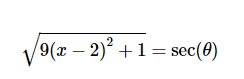 √(9(x − 2)² + 1) = sec(θ)